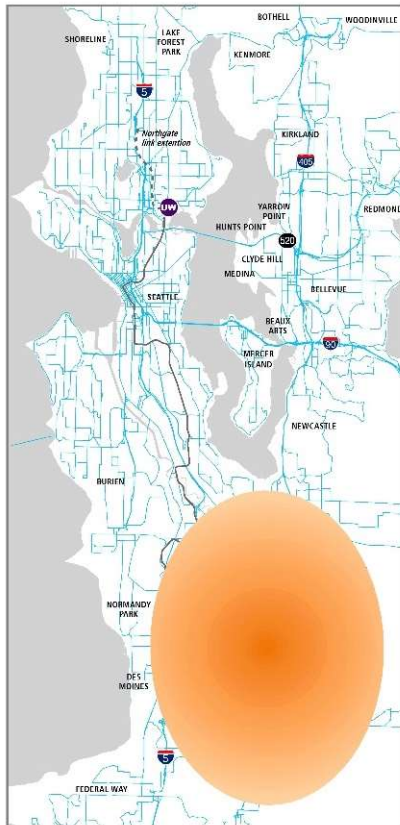 BOTHELL
WOODINVILLE
SHORELINE
LAKE
FOREST
PARK
KENMORE
5
Northgate
link extention
KIRKLAND
405
UW
YARROW
POINT
REDMOND
HUNTS POINT
520
CLYDE HILL
MEDINA
SEATTLE
BELLEVUE
BEAUX
ARTS
90
MERCER
ISLAND
NEWCASTLE
BURIEN
NORMANDY
PARK
DES
MOINES
5
FEDERAL WAY